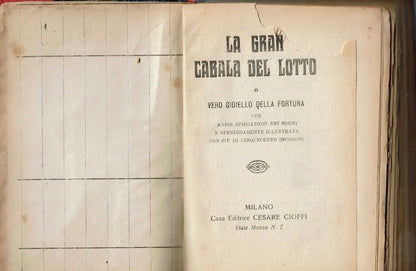 LA GRAN
CABALA DEL LOTTO
O
VERO GIOIELLO DELLA FORTUNA
CON
AMPIE SPIEGAZIONI DEI SOGNI
E SPLENDIDAMENTE ILLUSTRATA
CON PIÙ DI CINQUECENTO INCISIONI
MILANO
Casa Editrice CESARE CIOFFI
Viale Monza N. 7